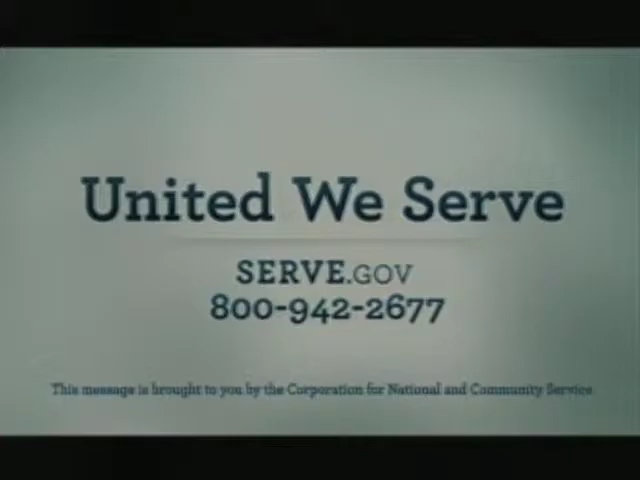 United We Serve
SERVE.GOV
800-942-2677
This message is brought to you by the Corporation for National and Community Service